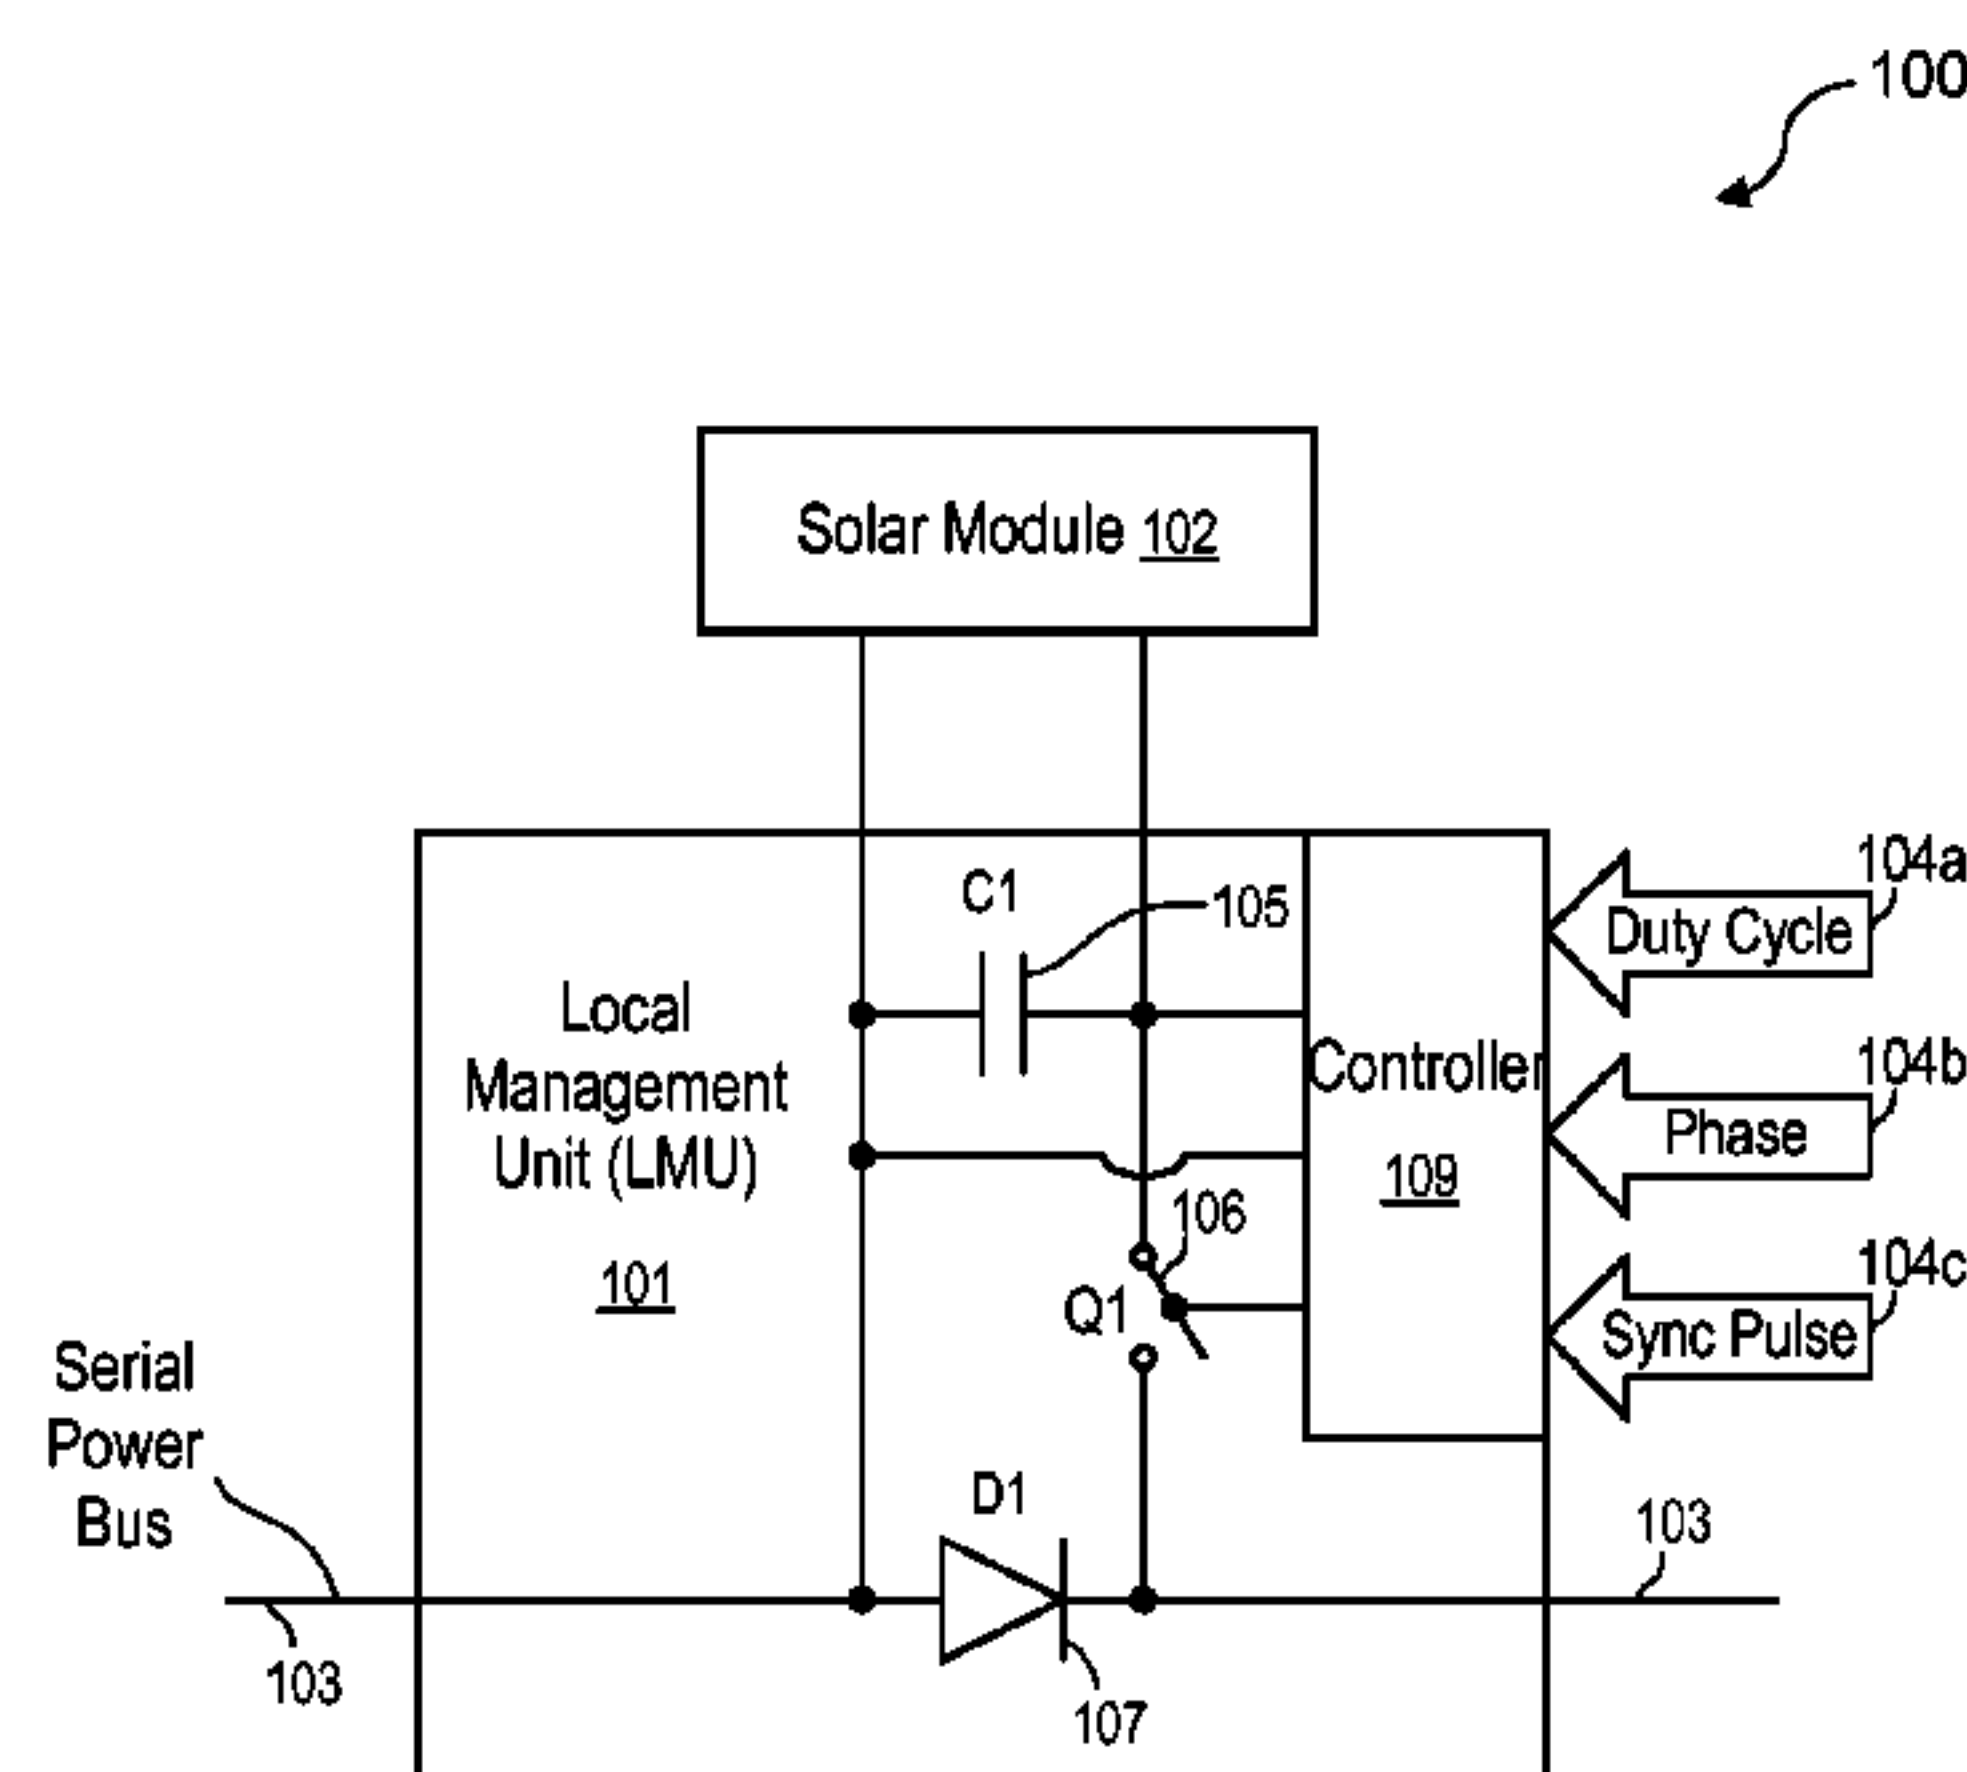 100
Solar Module 102
C1
105
104a
Duty Cycle
Local
Management
Unit (LMU)
101
Controller
109
104b
Phase
106
Q1
104c
Sync Pulse
Serial
Power
Bus
D1
103
103
107